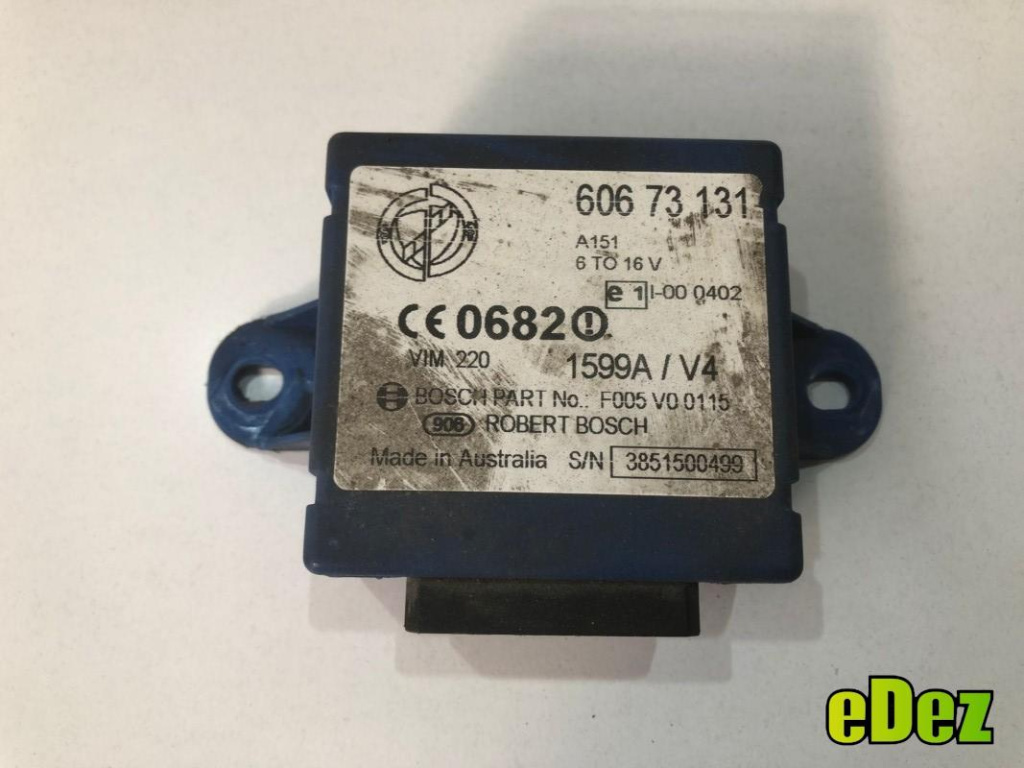 606 73 131
A151
6 TO 16 V
e 1 I-00 0402
CE 0682
VIM 220 1599A / V4
BOSCH PART No.: F005 V0 0115
906 ROBERT BOSCH
Made in Australia S/N 3851500499
eDez